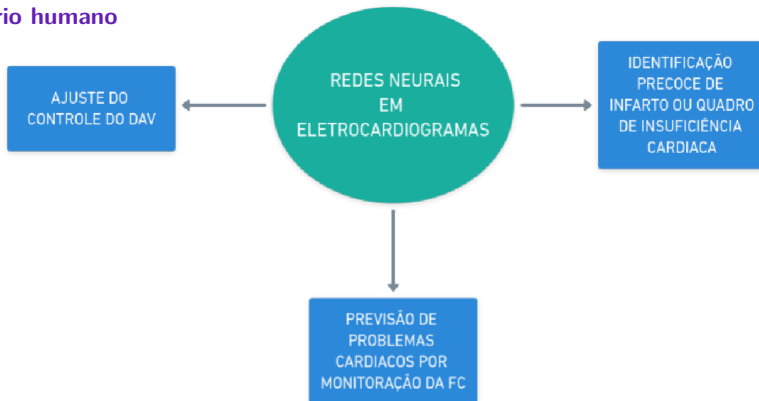 rio humano
AJUSTE DO
CONTROLE DO DAV
REDES NEURAIS
EM
ELETROCARDIOGRAMAS
IDENTIFICAÇÃO
PRECOCE DE
INFARTO OU QUADRO
DE INSUFICIÊNCIA
CARDIACA
PREVISÃO DE
PROBLEMAS
CARDIACOS POR
MONITORAÇÃO DA FC